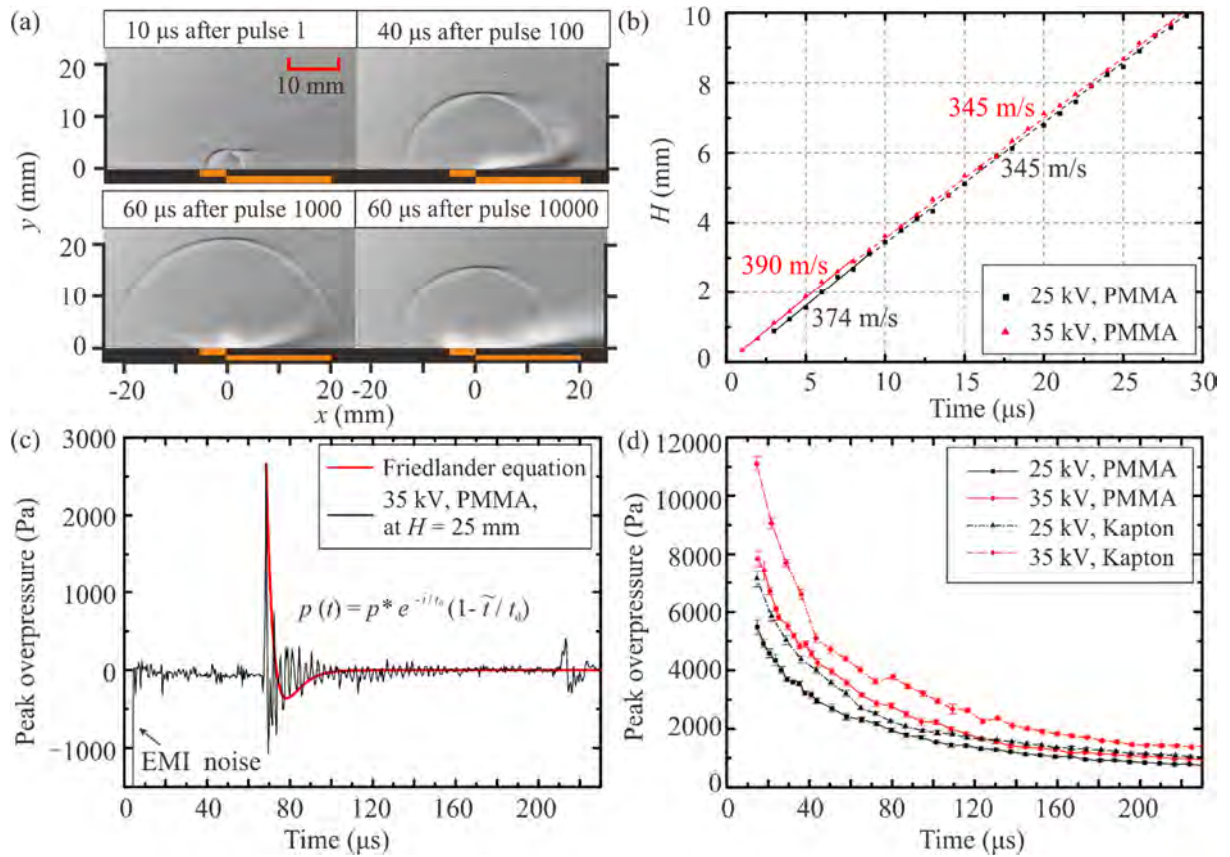 (a)
10 μs after pulse 1
40 μs after pulse 100
10 mm
20
10
0
60 μs after pulse 1000
60 μs after pulse 10000
20
10
0
y (mm)
-20
0
20
-20
0
20
x (mm)
(b)
10
8
6
4
2
0
H (mm)
345 m/s
345 m/s
390 m/s
374 m/s
25 kV, PMMA
35 kV, PMMA
0
5
10
15
20
25
30
Time (μs)
(c)
3000
2000
1000
0
−1000
Peak overpressure (Pa)
Friedlander equation
35 kV, PMMA,
at H = 25 mm
p (t) = p* e -t̃/td (1- t̃ / td)
EMI noise
0
40
80
120
160
200
Time (μs)
(d)
12000
10000
8000
6000
4000
2000
0
Peak overpressure (Pa)
25 kV, PMMA
35 kV, PMMA
25 kV, Kapton
35 kV, Kapton
0
40
80
120
160
200
Time (μs)